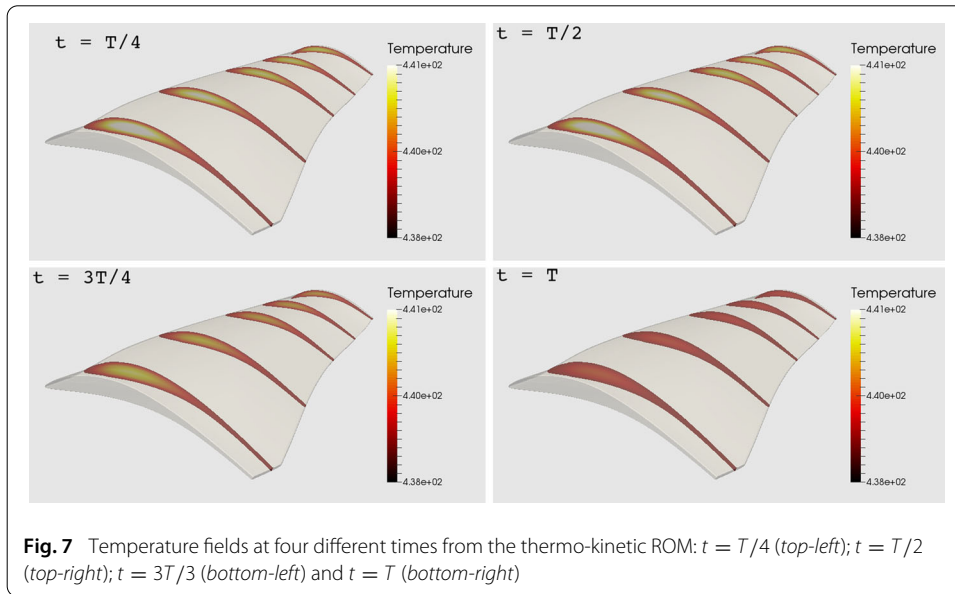 t = T/4
Temperature
4.41e+02
4.40e+02
4.38e+02
t = T/2
Temperature
4.41e+02
4.40e+02
4.38e+02
t = 3T/4
Temperature
4.41e+02
4.40e+02
4.38e+02
t = T
Temperature
4.41e+02
4.40e+02
4.38e+02
Fig. 7 Temperature fields at four different times from the thermo-kinetic ROM: t = T/4 (top-left); t = T/2
(top-right); t = 3T/3 (bottom-left) and t = T (bottom-right)